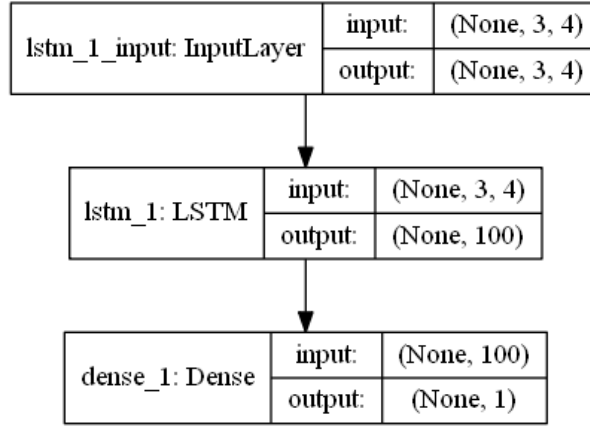 lstm_1_input: InputLayer
input:
(None, 3, 4)
output:
(None, 3, 4)
lstm_1: LSTM
input:
(None, 3, 4)
output:
(None, 100)
dense_1: Dense
input:
(None, 100)
output:
(None, 1)